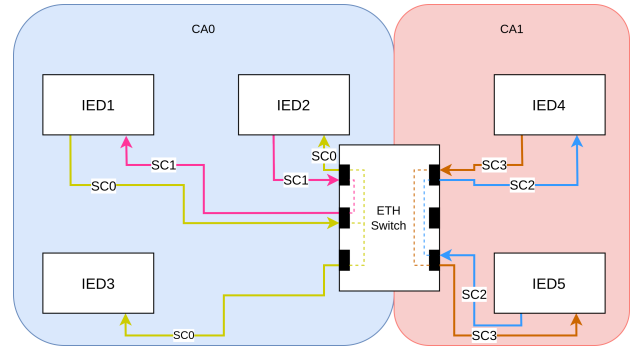 CA0
CA1
IED1
IED2
IED4
SC0
SC1
SC3
SC1
SC2
SC0
ETH
Switch
IED3
IED5
SC2
SC0
SC3